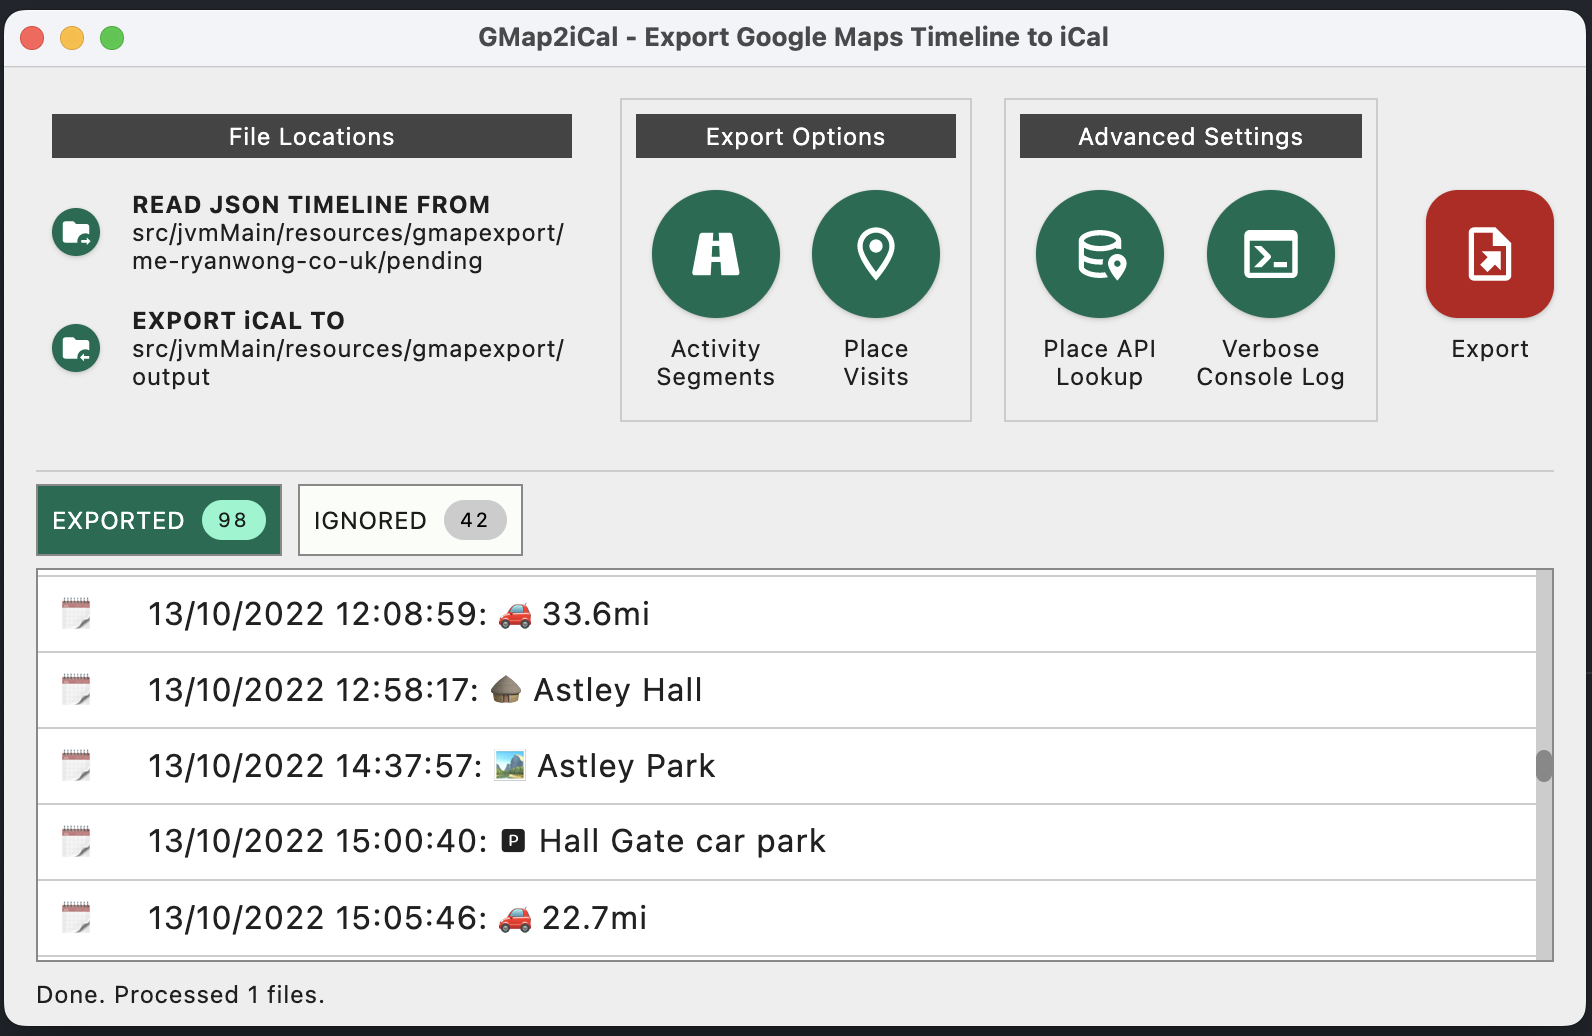 GMap2iCal - Export Google Maps Timeline to iCal
File Locations
READ JSON TIMELINE FROM
src/jvmMain/resources/gmapexport/
me-ryanwong-co-uk/pending
EXPORT iCAL TO
src/jvmMain/resources/gmapexport/
output
Export Options
Activity
Segments
Place
Visits
Advanced Settings
Place API
Lookup
Verbose
Console Log
Export
EXPORTED 98
IGNORED 42
13/10/2022 12:08:59: 🚗 33.6mi
13/10/2022 12:58:17: 🛖 Astley Hall
13/10/2022 14:37:57: 🏞️ Astley Park
13/10/2022 15:00:40: 🅿 Hall Gate car park
13/10/2022 15:05:46: 🚗 22.7mi
Done. Processed 1 files.